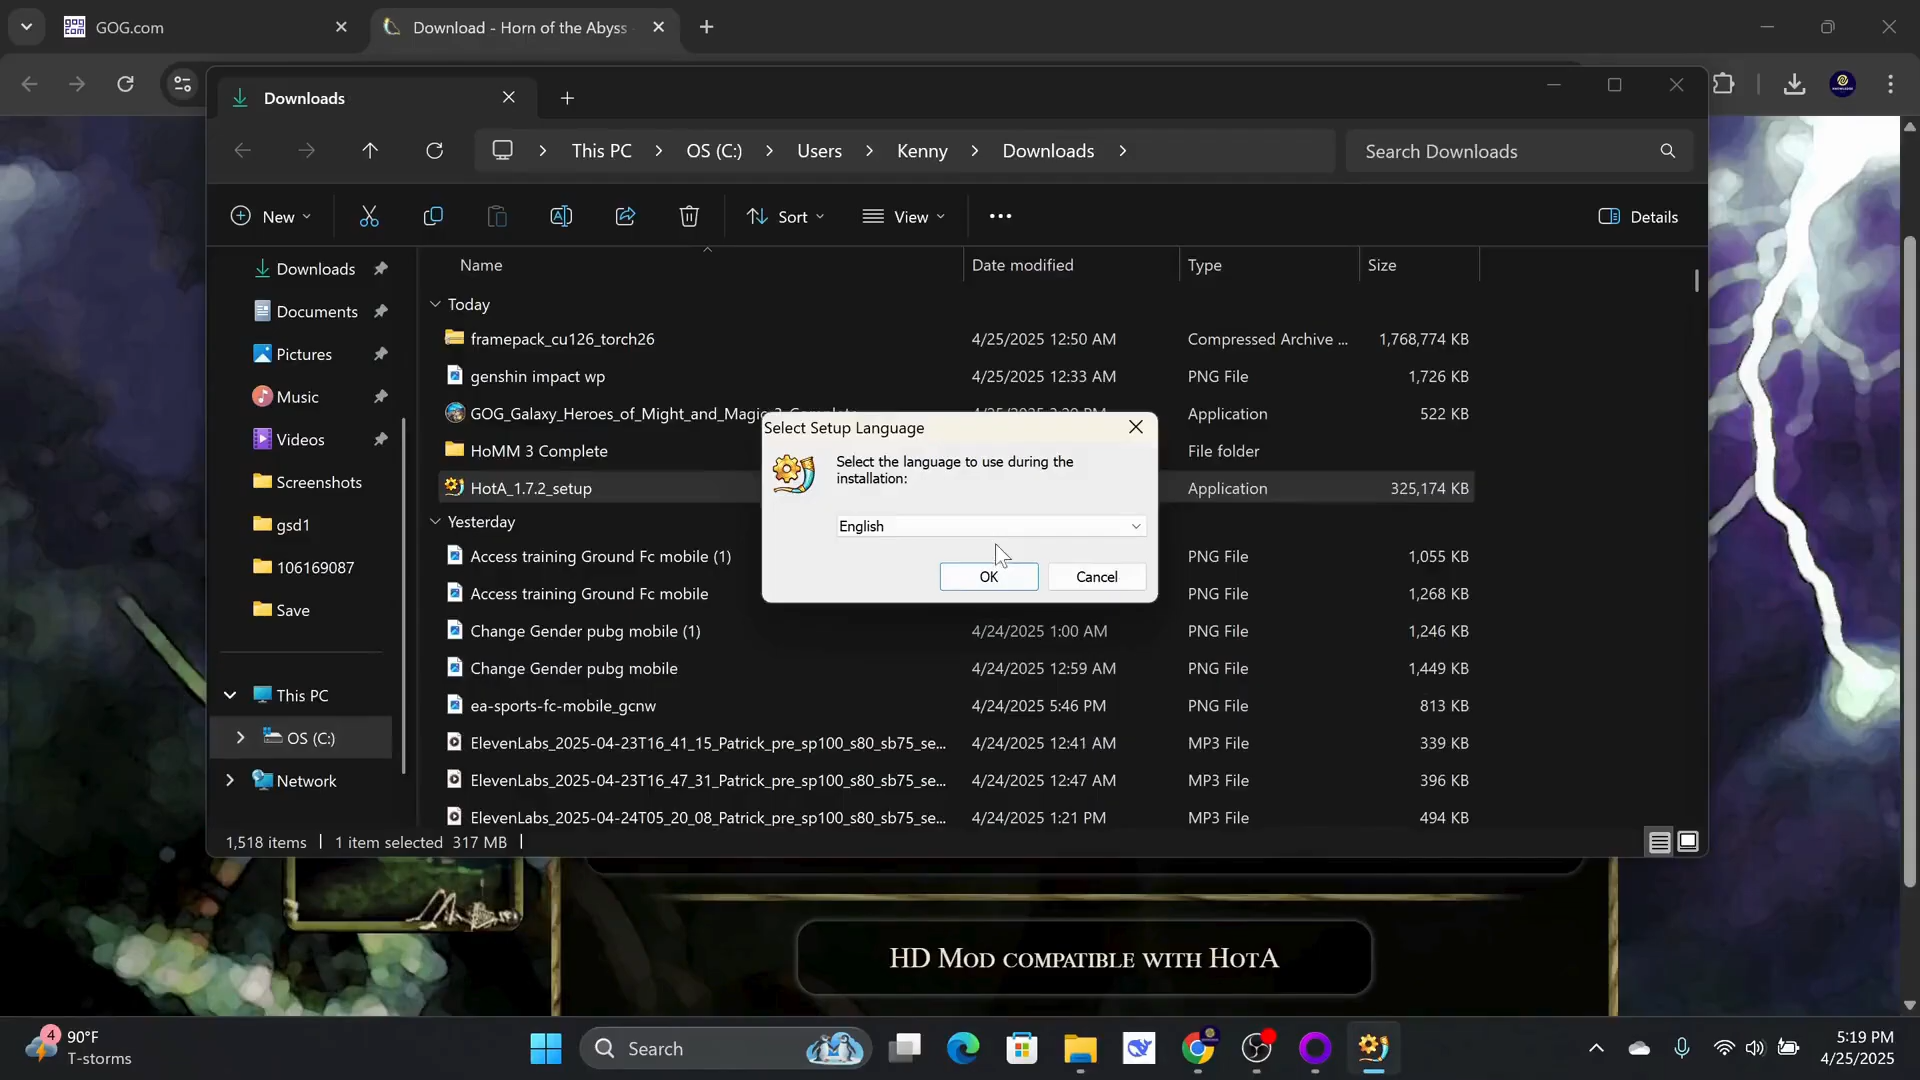 GOG.com
Download - Horn of the Abyss
Downloads
This PC
OS (C:)
Users
Kenny
Downloads
Search Downloads
New
Sort
View
Details
Name
Date modified
Type
Size
Downloads
Documents
Pictures
Music
Videos
Screenshots
gsd1
106169087
Save
This PC
OS (C:)
Network
Today
framepack_cu126_torch26 4/25/2025 12:50 AM Compressed Archive ... 1,768,774 KB
genshin impact wp 4/25/2025 12:33 AM PNG File 1,726 KB
GOG_Galaxy_Heroes_of_Might_and_Magic Application 522 KB
HoMM 3 Complete File folder
HotA_1.7.2_setup Application 325,174 KB
Yesterday
Access training Ground Fc mobile (1) PNG File 1,055 KB
Access training Ground Fc mobile PNG File 1,268 KB
Change Gender pubg mobile (1) 4/24/2025 1:00 AM PNG File 1,246 KB
Change Gender pubg mobile 4/24/2025 12:59 AM PNG File 1,449 KB
ea-sports-fc-mobile_gcnw 4/24/2025 5:46 PM PNG File 813 KB
ElevenLabs_2025-04-23T16_41_15_Patrick_pre_sp100_s80_sb75_se... 4/24/2025 12:41 AM MP3 File 339 KB
ElevenLabs_2025-04-23T16_47_31_Patrick_pre_sp100_s80_sb75_se... 4/24/2025 12:47 AM MP3 File 396 KB
ElevenLabs_2025-04-24T05_20_08_Patrick_pre_sp100_s80_sb75_se... 4/24/2025 1:21 PM MP3 File 494 KB
1,518 items
1 item selected 317 MB
Select Setup Language
Select the language to use during the
installation:
English
OK
Cancel
HD Mod compatible with HotA
4
90°F
T-storms
Search
5:19 PM
4/25/2025